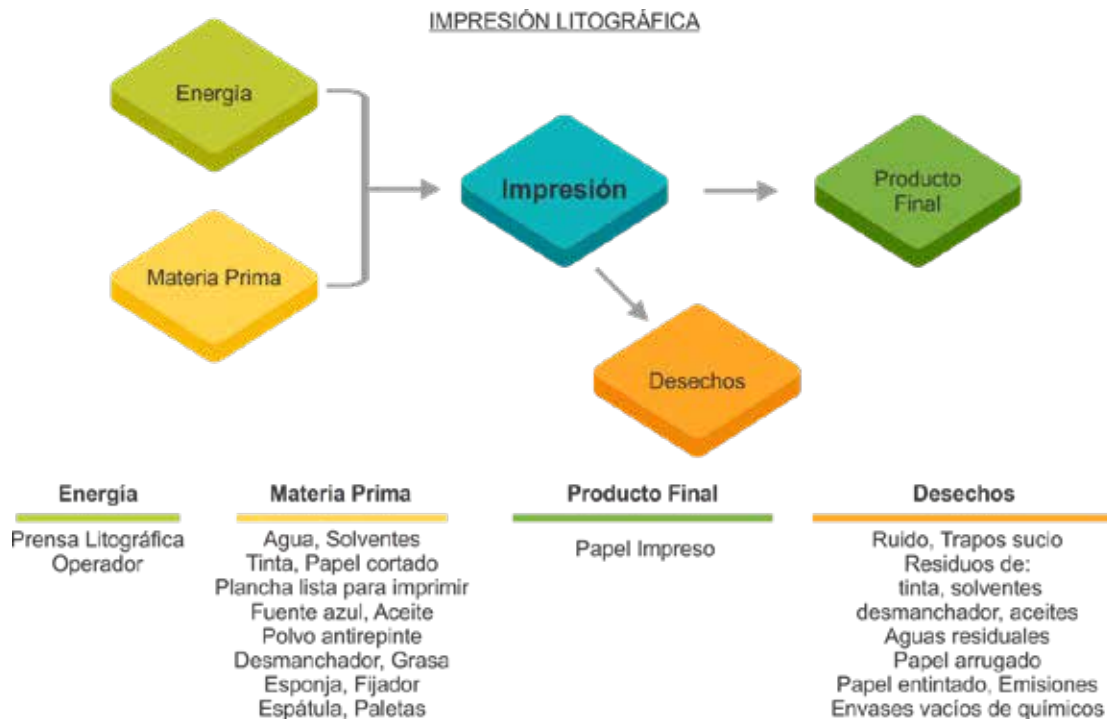 IMPRESIÓN LITOGRÁFICA
Energía
Materia Prima
Impresión
Producto
Final
Desechos
Energía
Prensa Litográfica
Operador
Materia Prima
Agua, Solventes
Tinta, Papel cortado
Plancha lista para imprimir
Fuente azul, Aceite
Polvo antirepinte
Desmanchador, Grasa
Esponja, Fijador
Espátula, Paletas
Producto Final
Papel Impreso
Desechos
Ruido, Trapos sucio
Residuos de:
tinta, solventes
desmanchador, aceites
Aguas residuales
Papel arrugado
Papel entintado, Emisiones
Envases vacíos de químicos